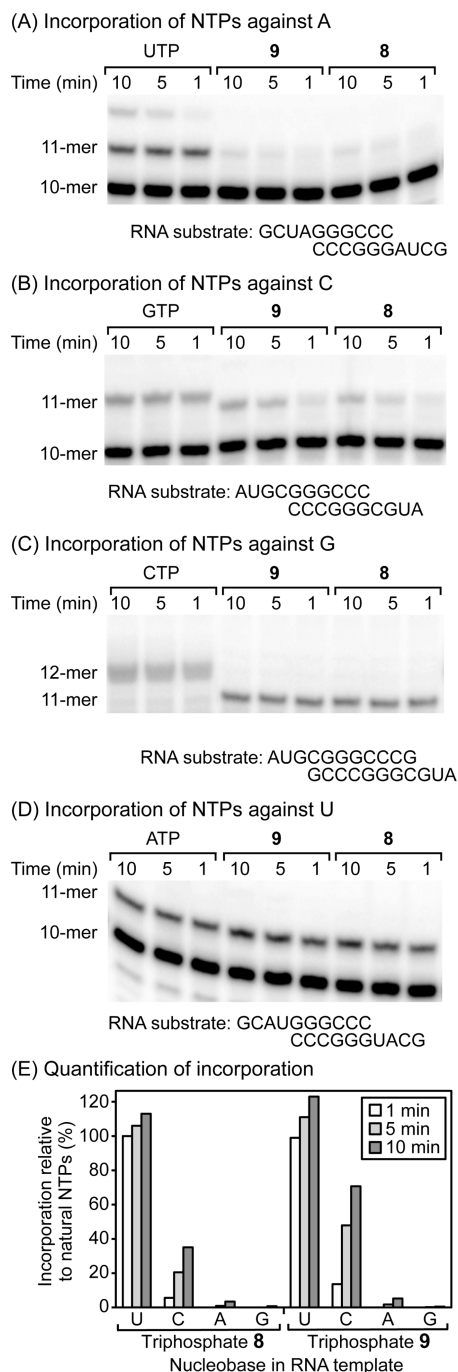 (A) Incorporation of NTPs against A
UTP 9 8
Time (min) 10 5 1 10 5 1 10 5 1
11-mer
10-mer
RNA substrate: GCUAGGGCCC
CCCGGGAUCG
(B) Incorporation of NTPs against C
GTP 9 8
Time (min) 10 5 1 10 5 1 10 5 1
11-mer
10-mer
RNA substrate: AUGCGGGCCC
CCCGGGCGUA
(C) Incorporation of NTPs against G
CTP 9 8
Time (min) 10 5 1 10 5 1 10 5 1
12-mer
11-mer
RNA substrate: AUGCGGGCCCG
GCCCGGGCGUA
(D) Incorporation of NTPs against U
ATP 9 8
Time (min) 10 5 1 10 5 1 10 5 1
11-mer
10-mer
RNA substrate: GCAUGGGCCC
CCCGGGUACG
(E) Quantification of incorporation
Incorporation relative
to natural NTPs (%)
120
100
80
60
40
20
0
1 min
5 min
10 min
U C A G U C A G
Triphosphate 8 Triphosphate 9
Nucleobase in RNA template